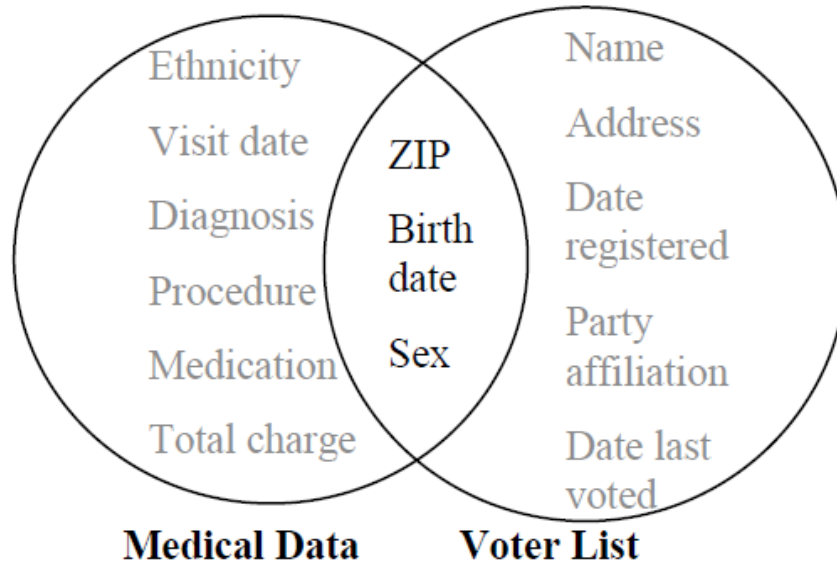 Ethnicity
Visit date
Diagnosis
Procedure
Medication
Total charge
ZIP
Birth
date
Sex
Name
Address
Date
registered
Party
affiliation
Date last
voted
Medical Data
Voter List